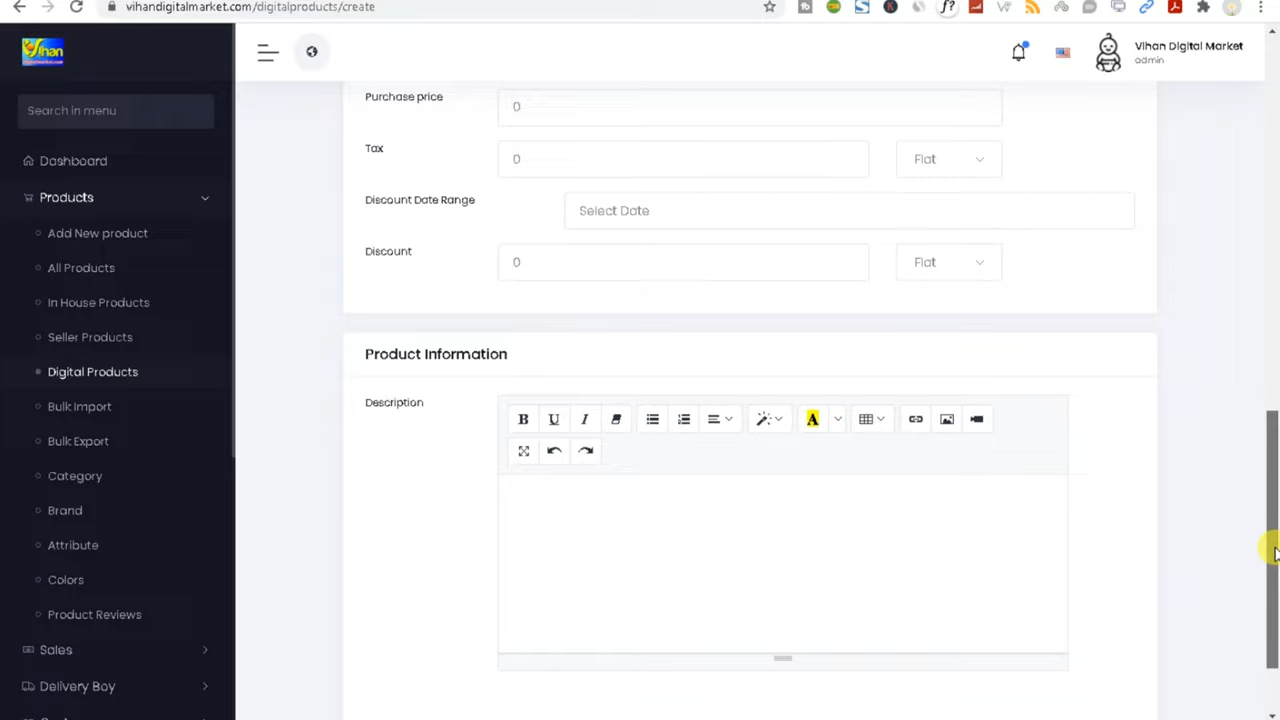 vihandigitalmarket.com/digitalproducts/create
Vihan
Search in menu
Dashboard
Products
Add New product
All Products
In House Products
Seller Products
Digital Products
Bulk Import
Bulk Export
Category
Brand
Attribute
Colors
Product Reviews
Sales
Delivery Boy
Vihan Digital Market
admin
Purchase price
0
Tax
0
Flat
Discount Date Range
Select Date
Discount
0
Flat
Product Information
Description
B U I
A